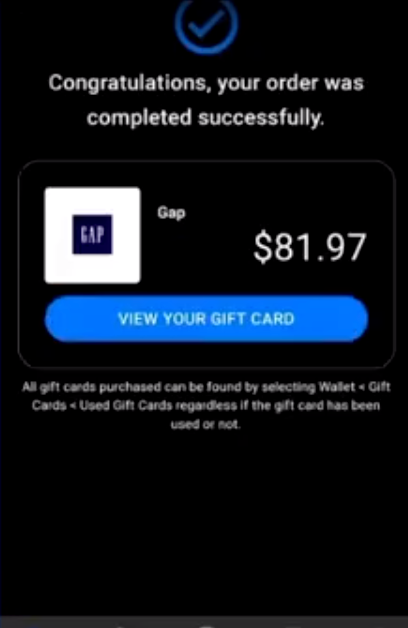 Congratulations, your order was
completed successfully.
GAP
Gap
$81.97
VIEW YOUR GIFT CARD
All gift cards purchased can be found by selecting Wallet < Gift
Cards < Used Gift Cards regardless if the gift card has been
used or not.